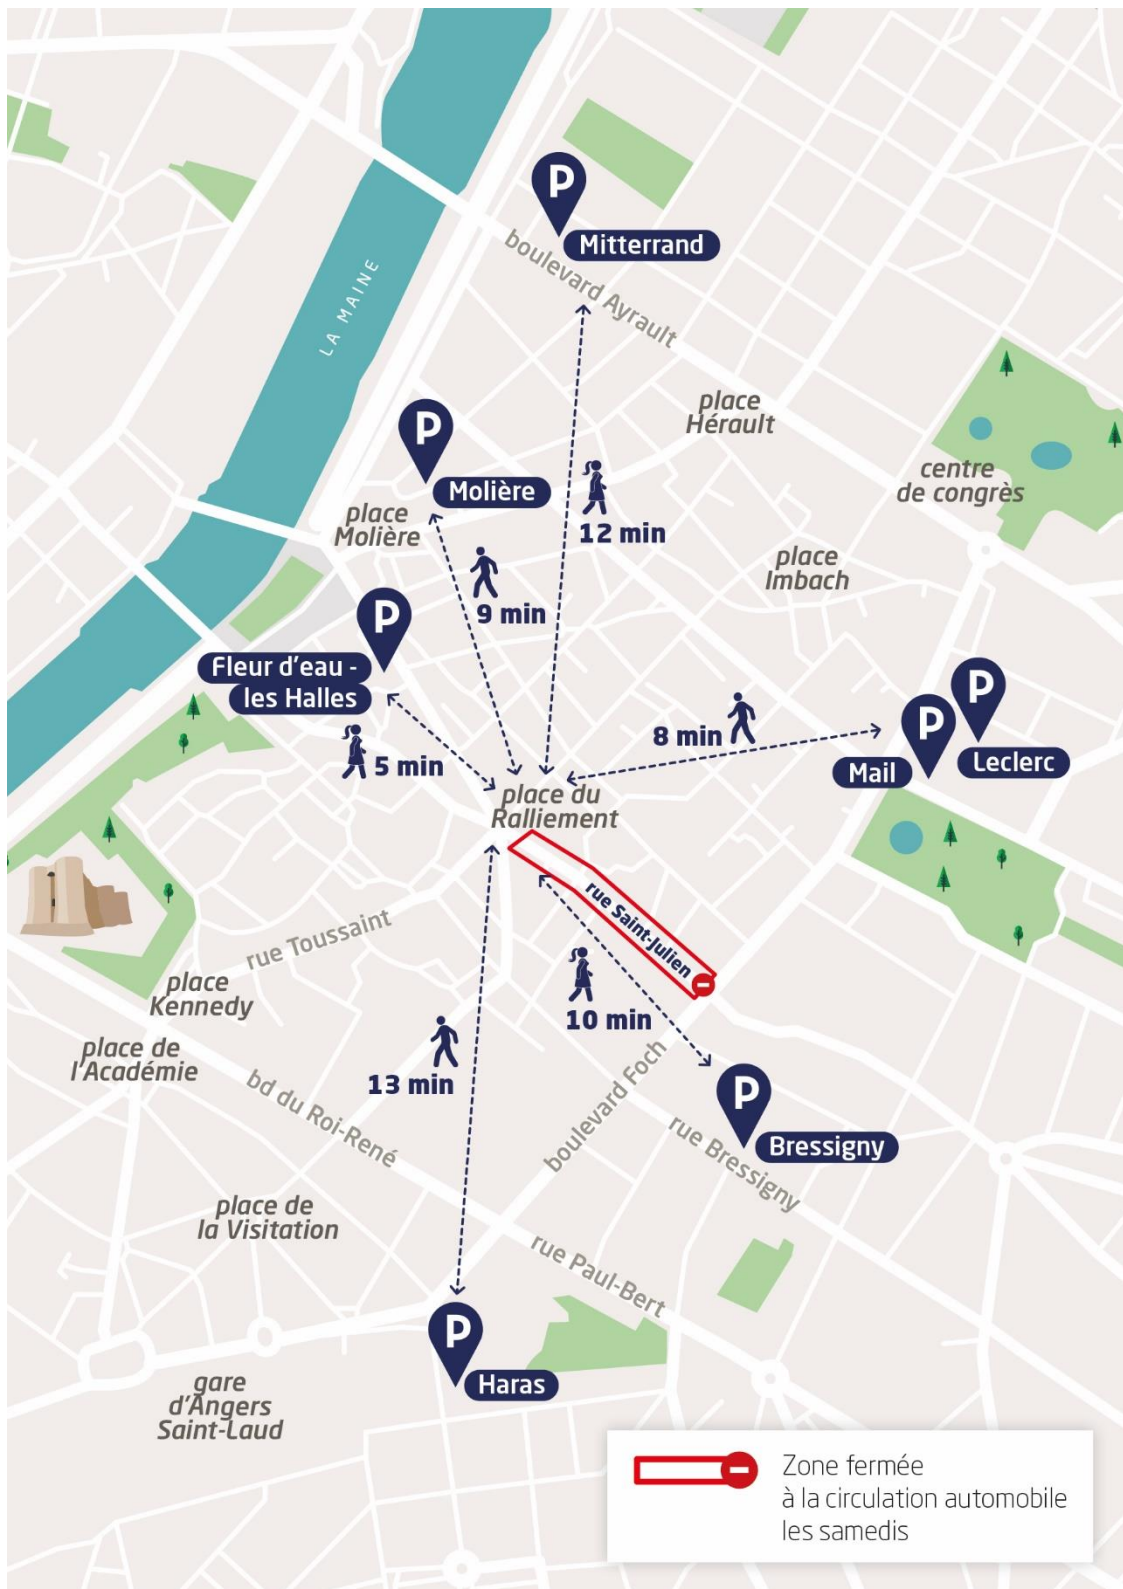 P
Mitterrand
boulevard Ayrault
LA MAINE
place
Hérault
P
Molière
place
Molière
centre
de congrès
12 min
place
Imbach
9 min
P
Fleur d'eau -
les Halles
P
Leclerc
P
Mail
8 min
5 min
place du
Ralliement
rue Saint-Julien
rue Toussaint
place
Kennedy
10 min
place de
l'Académie
13 min
bd du Roi-René
boulevard Foch
P
Bressigny
rue Bressigny
place de
la Visitation
rue Paul-Bert
P
Haras
gare
d'Angers
Saint-Laud
Zone fermée
à la circulation automobile
les samedis